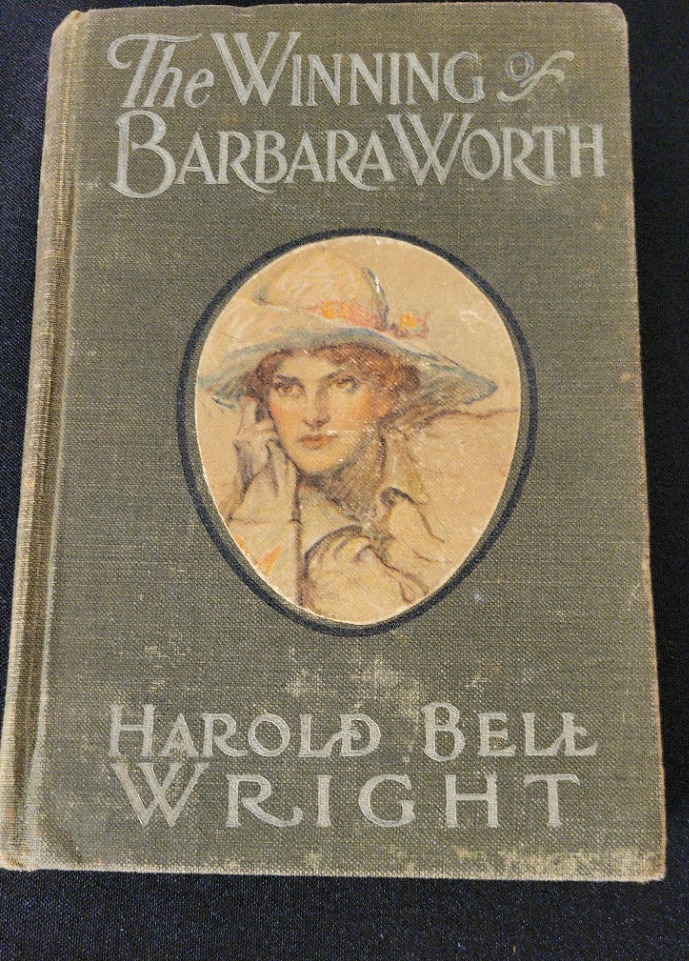 The WINNING of
BARBARA WORTH
HAROLD BELL
WRIGHT